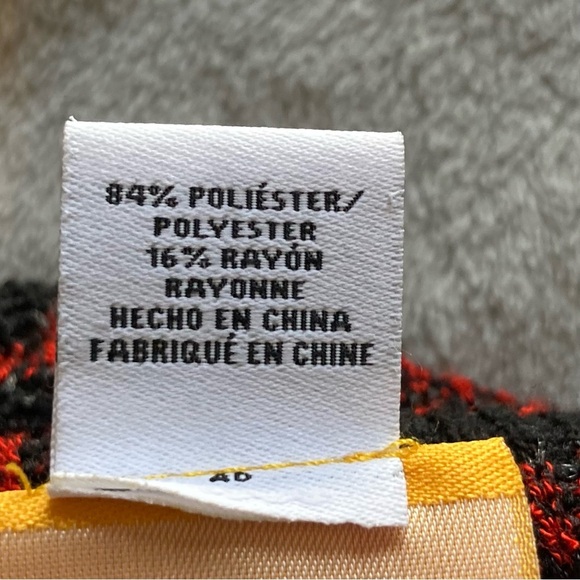 84% POLIÉSTER/
POLYESTER
16% RAYÓN
RAYONNE
HECHO EN CHINA
FABRIQUÉ EN CHINE